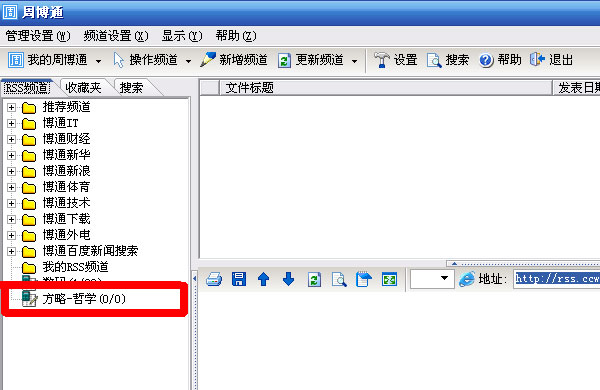 周博通
管理设置(W) 频道设置(X) 显示(Y) 帮助(Z)
我的周博通 操作频道 新增频道 更新频道 设置 搜索 帮助 退出
RSS频道 收藏夹 搜索
文件标题 发表日期
推荐频道
博通IT
博通财经
博通新华
博通新浪
博通体育
博通技术
博通下载
博通外电
博通百度新闻搜索
我的RSS频道
方略-哲学(0/0)
地址: http://rss.ccw